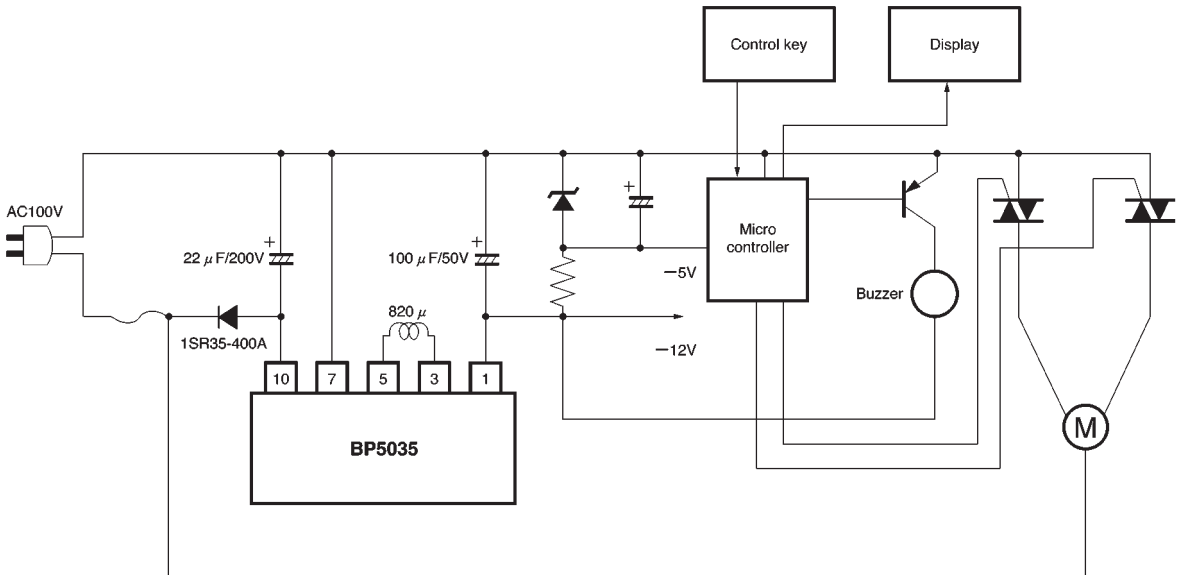 Control key
Display
AC100V
22 μF/200V
100 μF/50V
Micro
controller
−5V
Buzzer
820 μ
1SR35-400A
−12V
10
7
5
3
1
BP5035
M
+
+
+